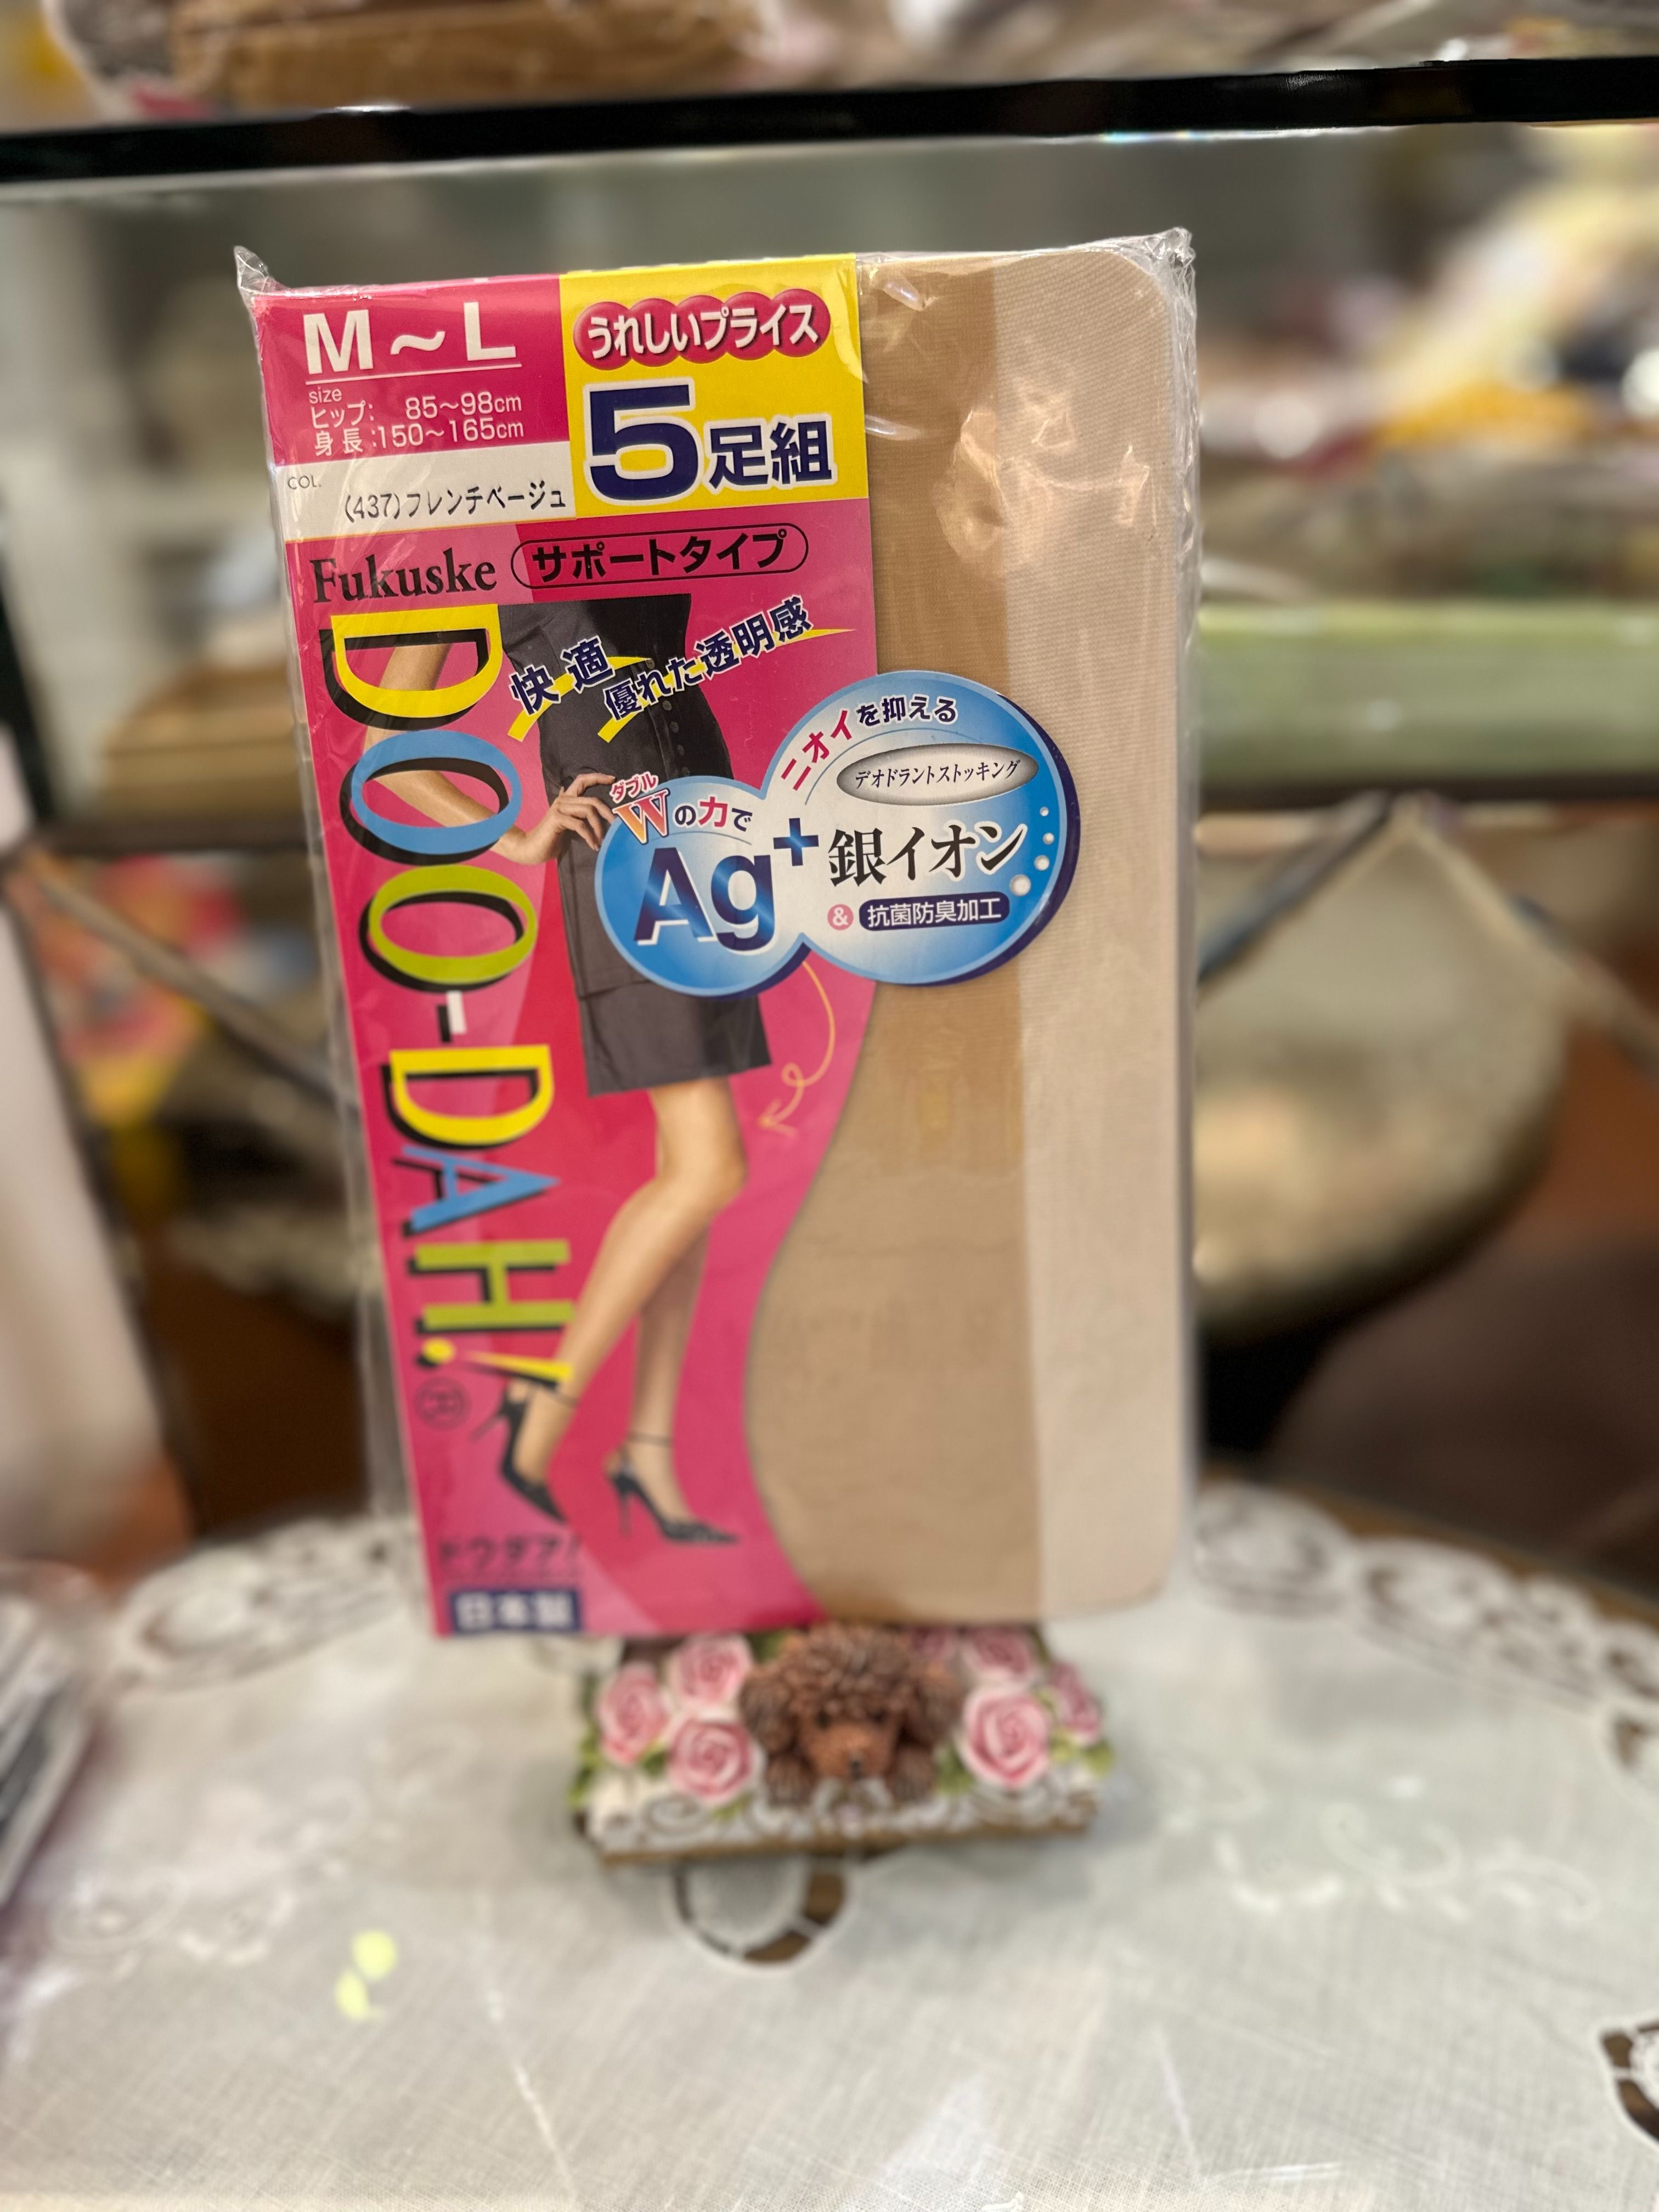 M～L
size
ヒップ: 85～98cm
身長:150～165cm
COL.
(437)フレンチベージュ
うれしいプライス
5足組
Fukuske サポートタイプ
DOO-DAH!®
快適
優れた透明感
ニオイを抑える
デオドラントストッキング
ダブル
Wの力で
Ag+銀イオン
&抗菌防臭加工
ドウダア!
日本製